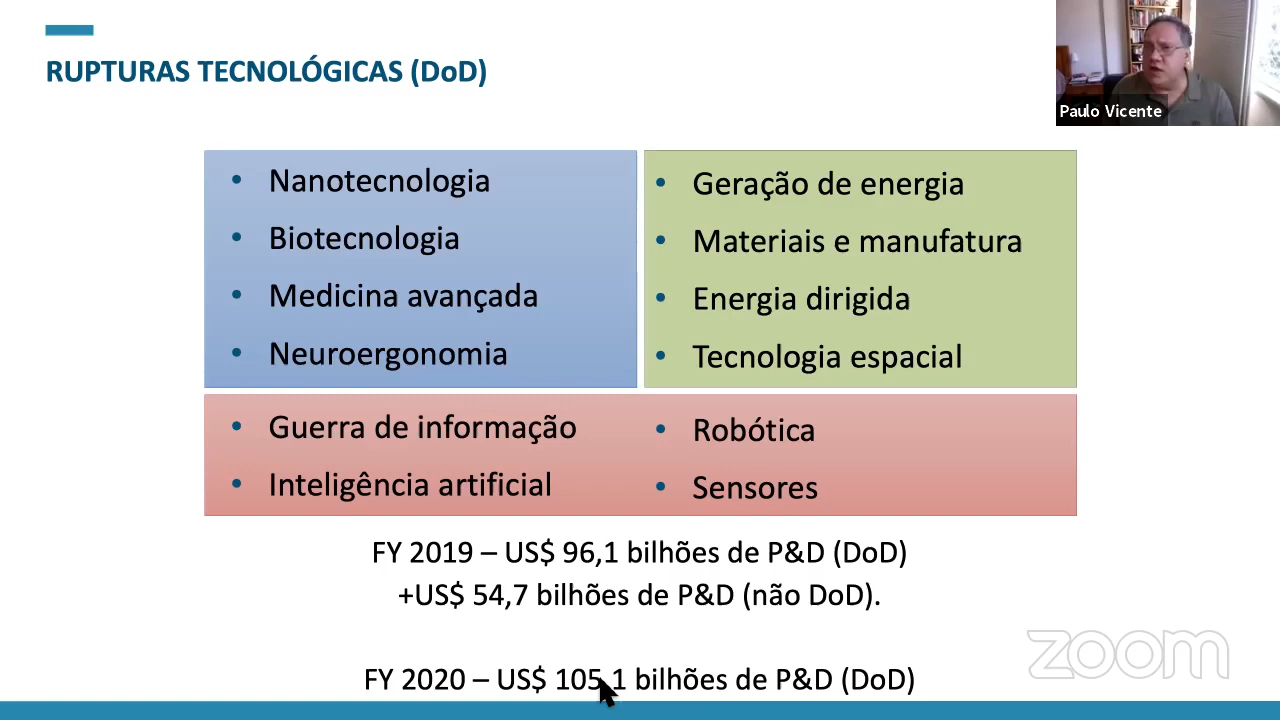 RUPTURAS TECNOLÓGICAS (DoD)
Paulo Vicente
• Nanotecnologia
• Biotecnologia
• Medicina avançada
• Neuroergonomia
• Geração de energia
• Materiais e manufatura
• Energia dirigida
• Tecnologia espacial
• Guerra de informação
• Inteligência artificial
• Robótica
• Sensores
FY 2019 – US$ 96,1 bilhões de P&D (DoD)
+US$ 54,7 bilhões de P&D (não DoD).
FY 2020 – US$ 105,1 bilhões de P&D (DoD)
zoom